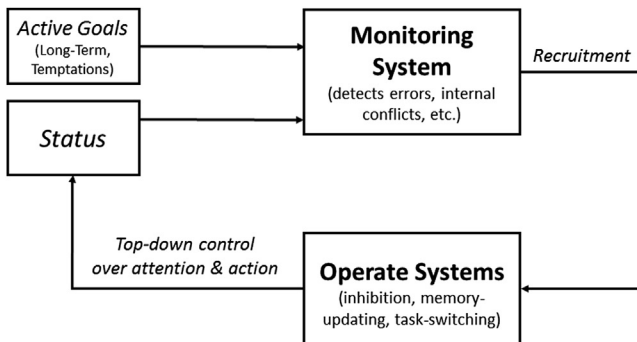 Active Goals
(Long-Term,
Temptations)
Monitoring
System
(detects errors, internal
conflicts, etc.)
Recruitment
Status
Top-down control
over attention & action
Operate Systems
(inhibition, memory-
updating, task-switching)